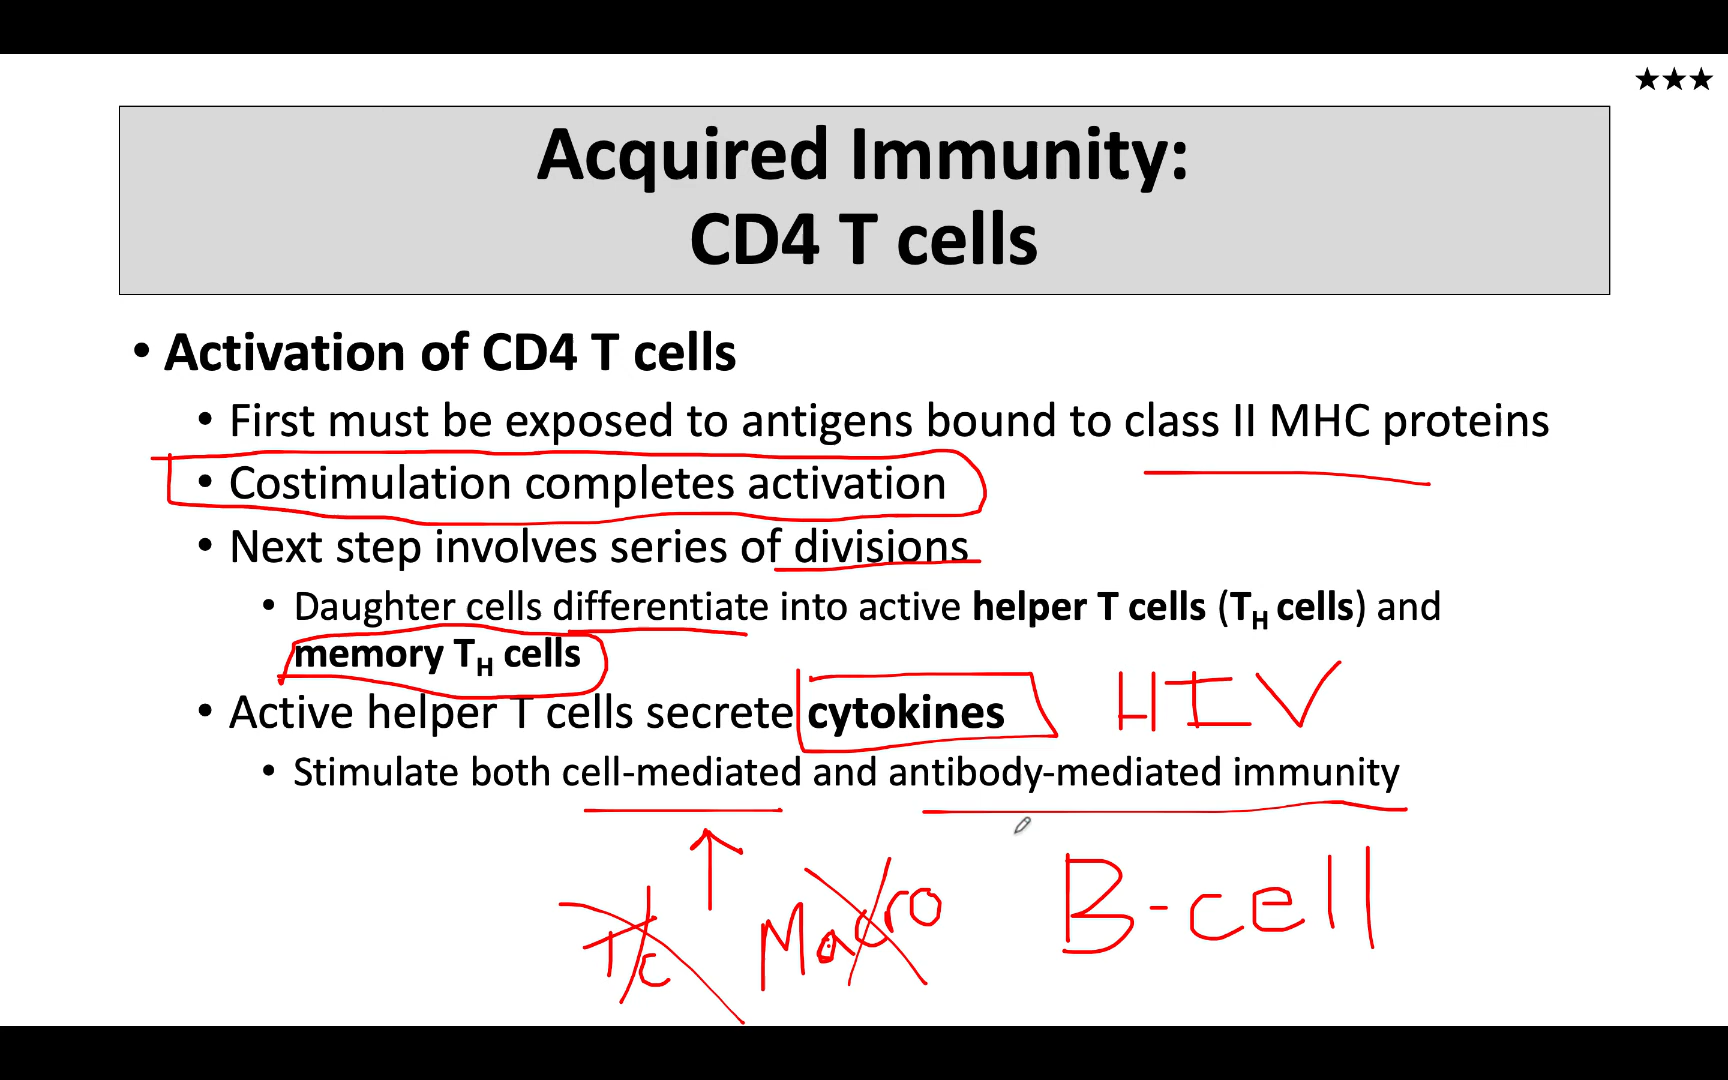 ★★★
Acquired Immunity:
CD4 T cells
• Activation of CD4 T cells
• First must be exposed to antigens bound to class II MHC proteins
• Costimulation completes activation
• Next step involves series of divisions
• Daughter cells differentiate into active helper T cells (TH cells) and
memory TH cells
• Active helper T cells secrete cytokines
HIV
• Stimulate both cell-mediated and antibody-mediated immunity
Tc
Macro
B-cell